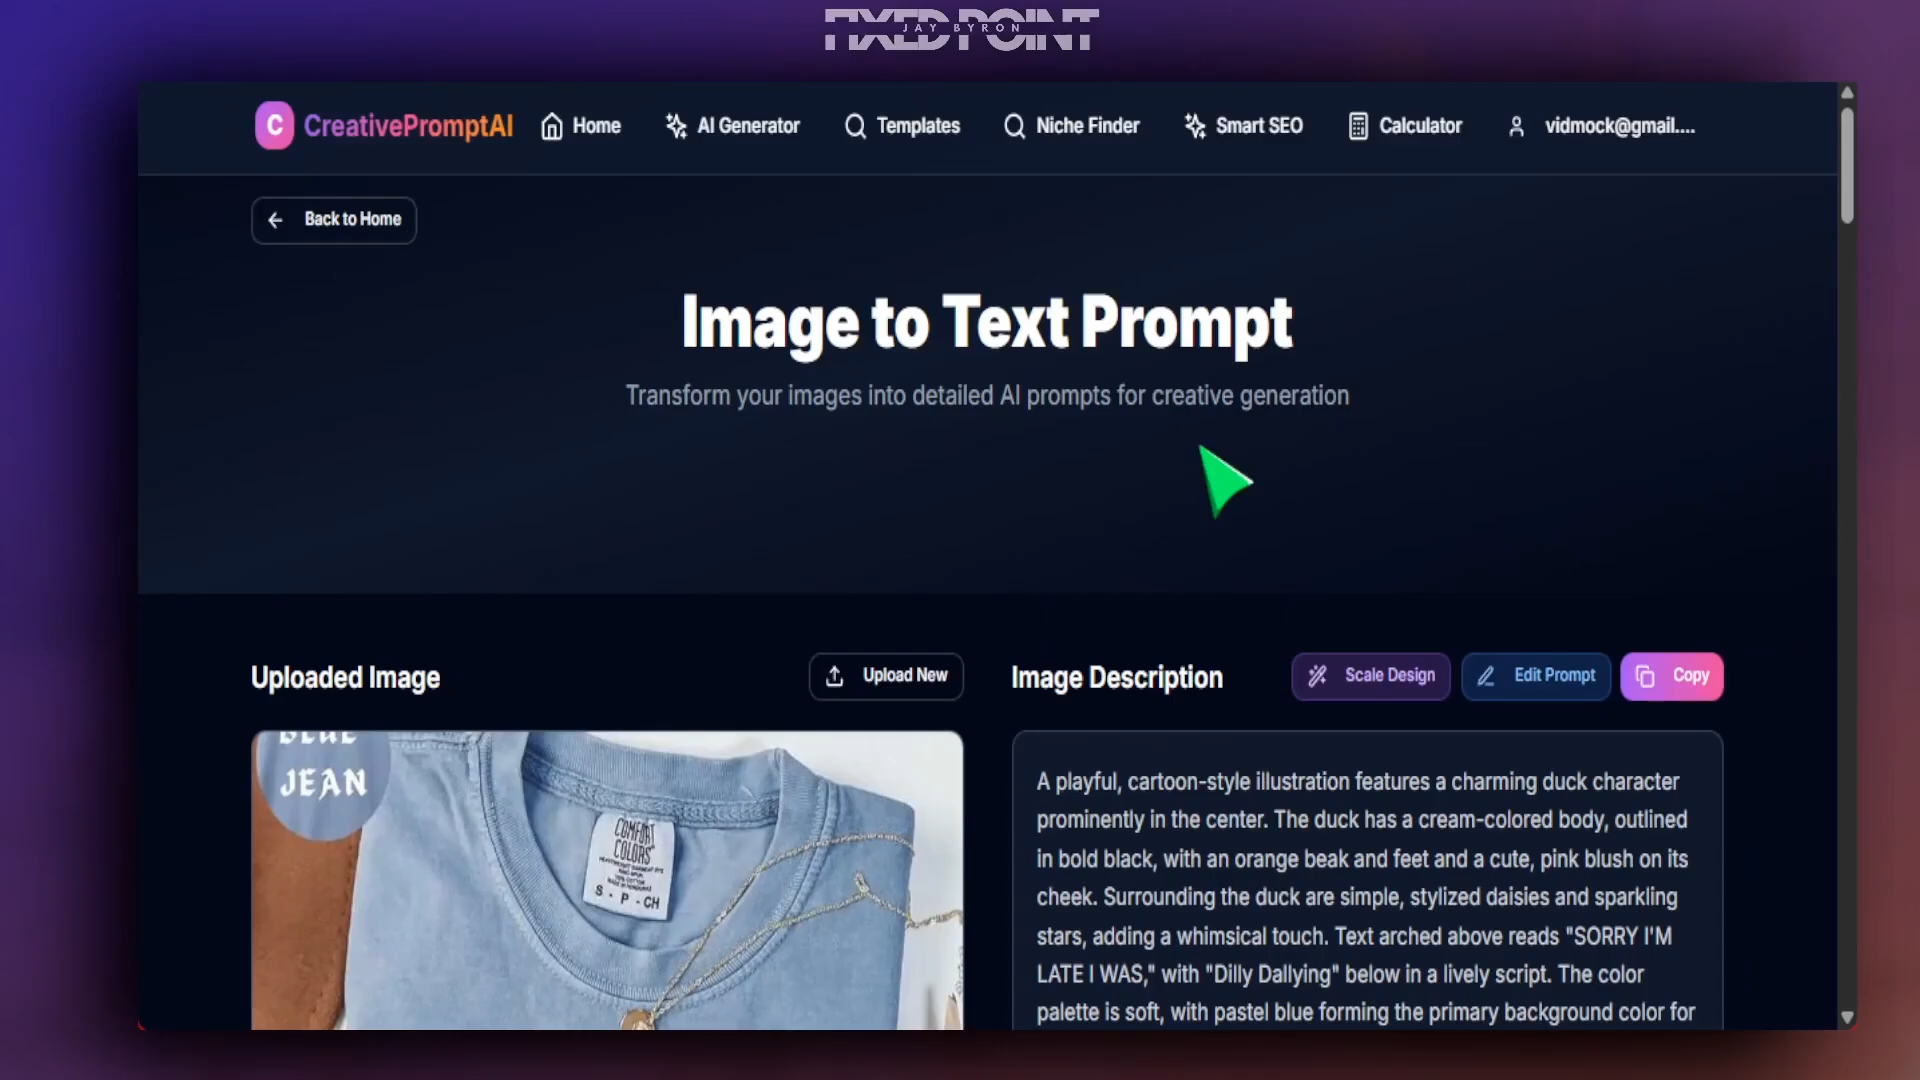 FIXED POINT
JAY BYRON
C CreativePromptAI Home AI Generator Templates Niche Finder Smart SEO Calculator vidmock@gmail....
Back to Home
Image to Text Prompt
Transform your images into detailed AI prompts for creative generation
Uploaded Image
Upload New
Image Description
Scale Design
Edit Prompt
Copy
BLUE
JEAN
COMFORT
COLORS
S - P - CH
A playful, cartoon-style illustration features a charming duck character
prominently in the center. The duck has a cream-colored body, outlined
in bold black, with an orange beak and feet and a cute, pink blush on its
cheek. Surrounding the duck are simple, stylized daisies and sparkling
stars, adding a whimsical touch. Text arched above reads "SORRY I'M
LATE I WAS," with "Dilly Dallying" below in a lively script. The color
palette is soft, with pastel blue forming the primary background color for